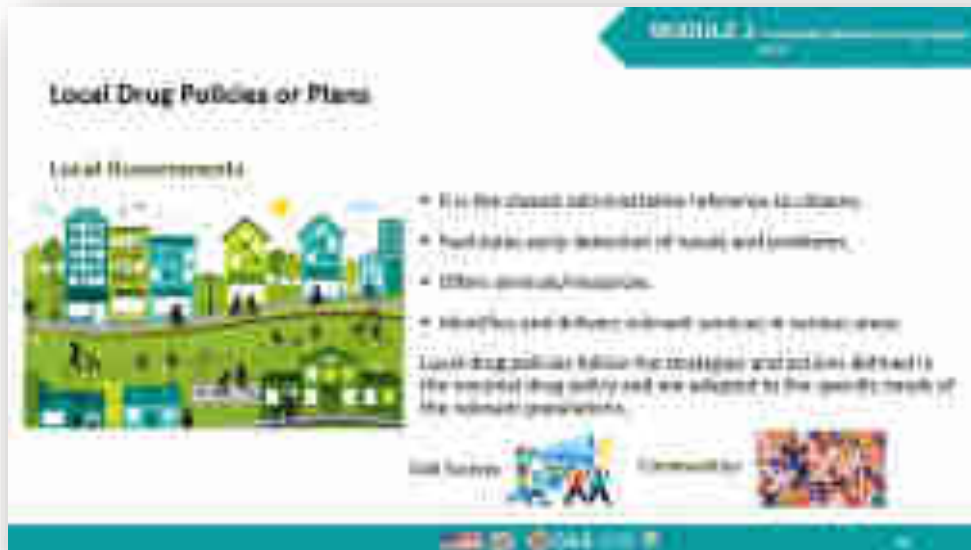 MODULE
Local Drug Policies or Plans
Local Governments
• It is the closest administrative reference to citizens.
• Facilitates early detection of needs and problems.
• Offers services/resources.
• Identifies and delivers relevant services in various areas.
Local drug policies follow the strategies and actions defined in
the national drug policy and are adapted to the specific needs of
the relevant populations.
Civil Society
Communities